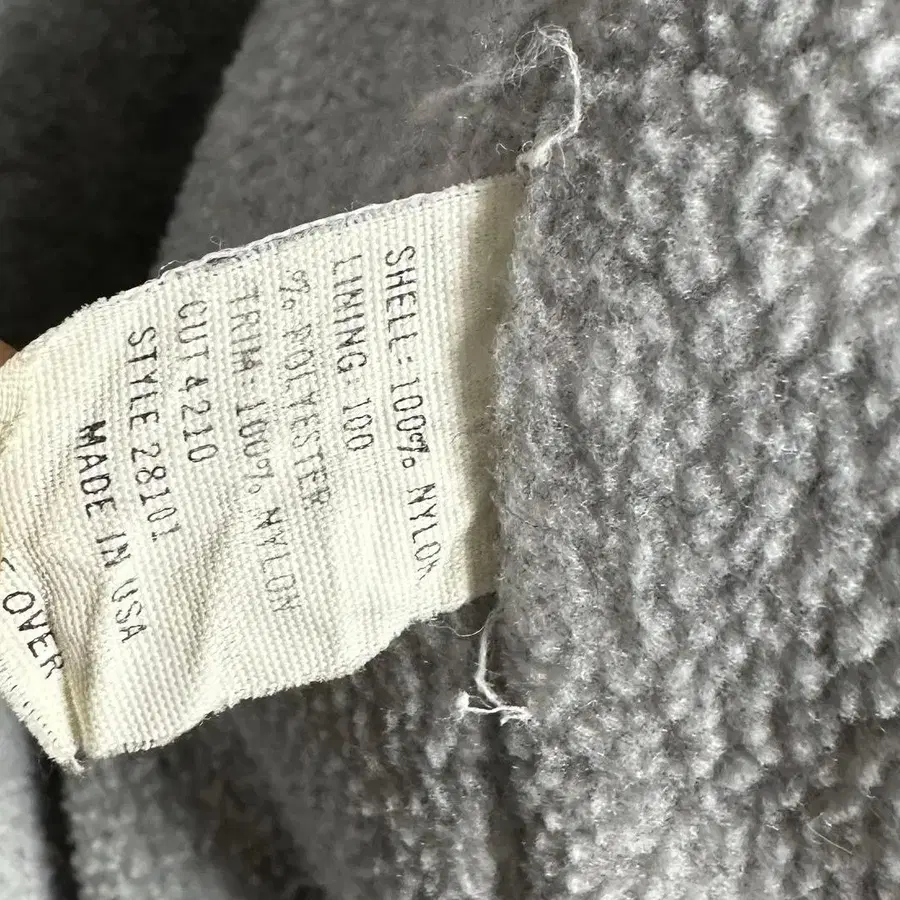 SHELL: 100% NYLON
LINING: 100
% POLYESTER
TRIM: 100% NYLON
CUT 4210
STYLE 28101
MADE IN USA
OVER